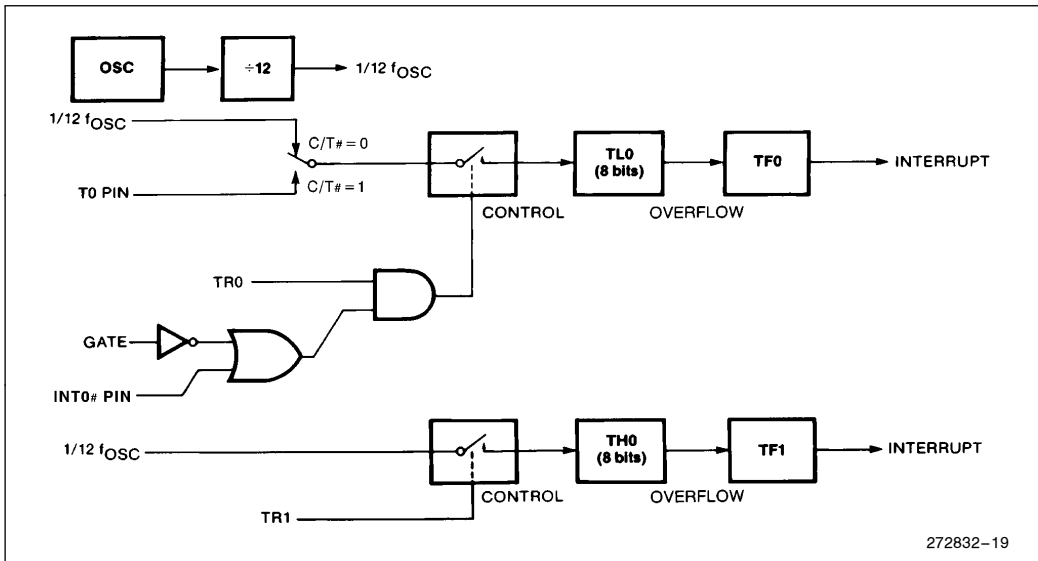 OSC
÷12
1/12 fOSC
1/12 fOSC
C/T# = 0
C/T# = 1
T0 PIN
CONTROL
TL0
(8 bits)
OVERFLOW
TF0
INTERRUPT
TR0
GATE
INT0# PIN
1/12 fOSC
CONTROL
TH0
(8 bits)
OVERFLOW
TF1
INTERRUPT
TR1
272832–19